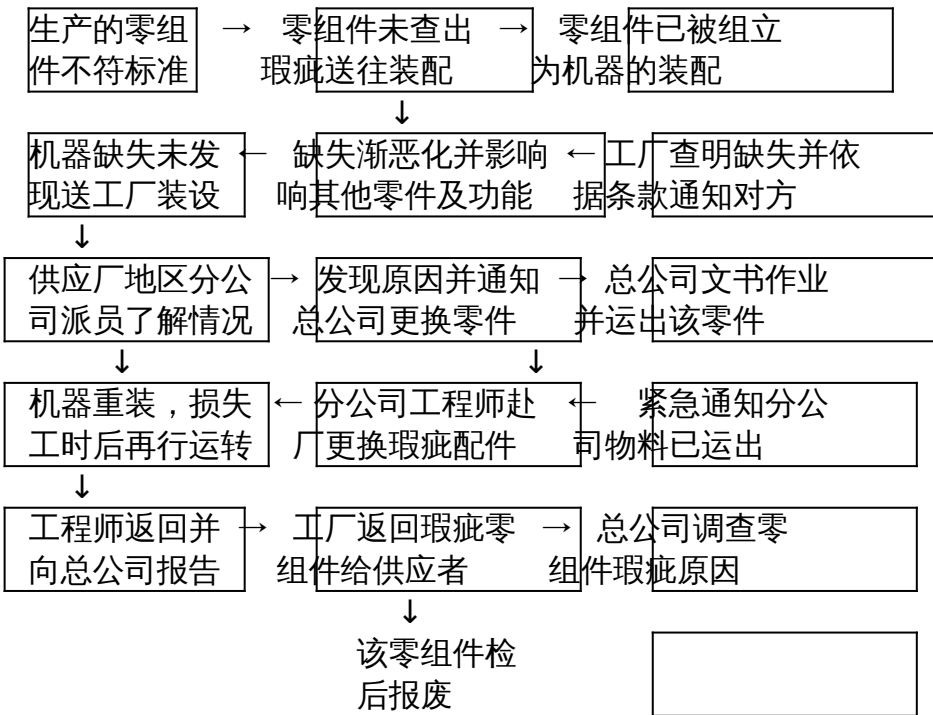 生产的零组 → 零组件未查出 → 零组件已被组立
件不符标准 瑕疵送往装配 为机器的装配
↓
机器缺失未发 ← 缺失渐恶化并影响 ← 工厂查明缺失并依
现送工厂装设 响其他零件及功能 据条款通知对方
↓
供应厂地区分公 → 发现原因并通知 → 总公司文书作业
司派员了解情况 总公司更换零件 并运出该零件
↓ ↓
机器重装，损失 ← 分公司工程师赴 ← 紧急通知分公
工时后再行运转 厂更换瑕疵配件 司物料已运出
↓
工程师返回并 → 工厂返回瑕疵零 → 总公司调查零
向总公司报告 组件给供应者 组件瑕疵原因
↓
该零组件检
后报废